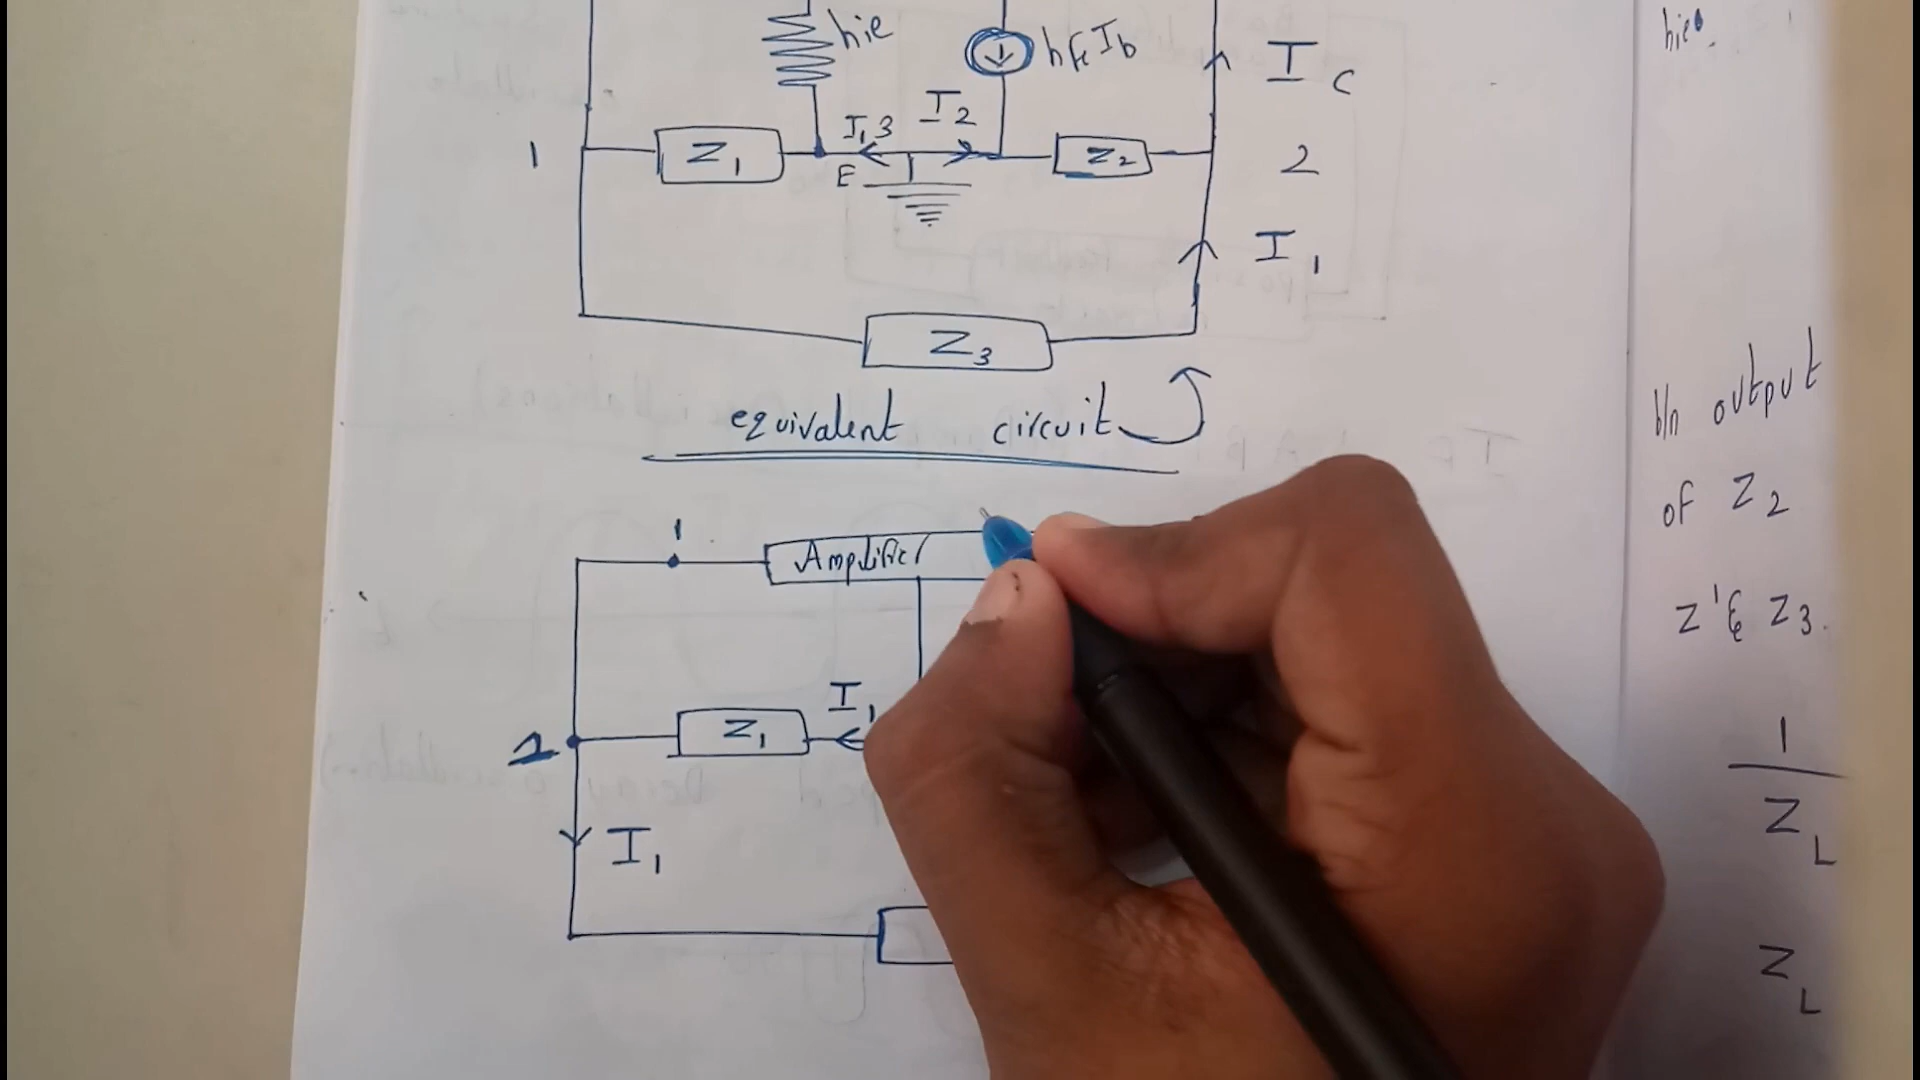 hie
hfe Ib
Ic
I,3
I2
1
Z1
E
Z2
2
I1
Z3
equivalent circuit
1
Amplifier
I1
Z1
1
I1
hie.
b/n output
of Z2
Z' & Z3.
1
ZL
ZL